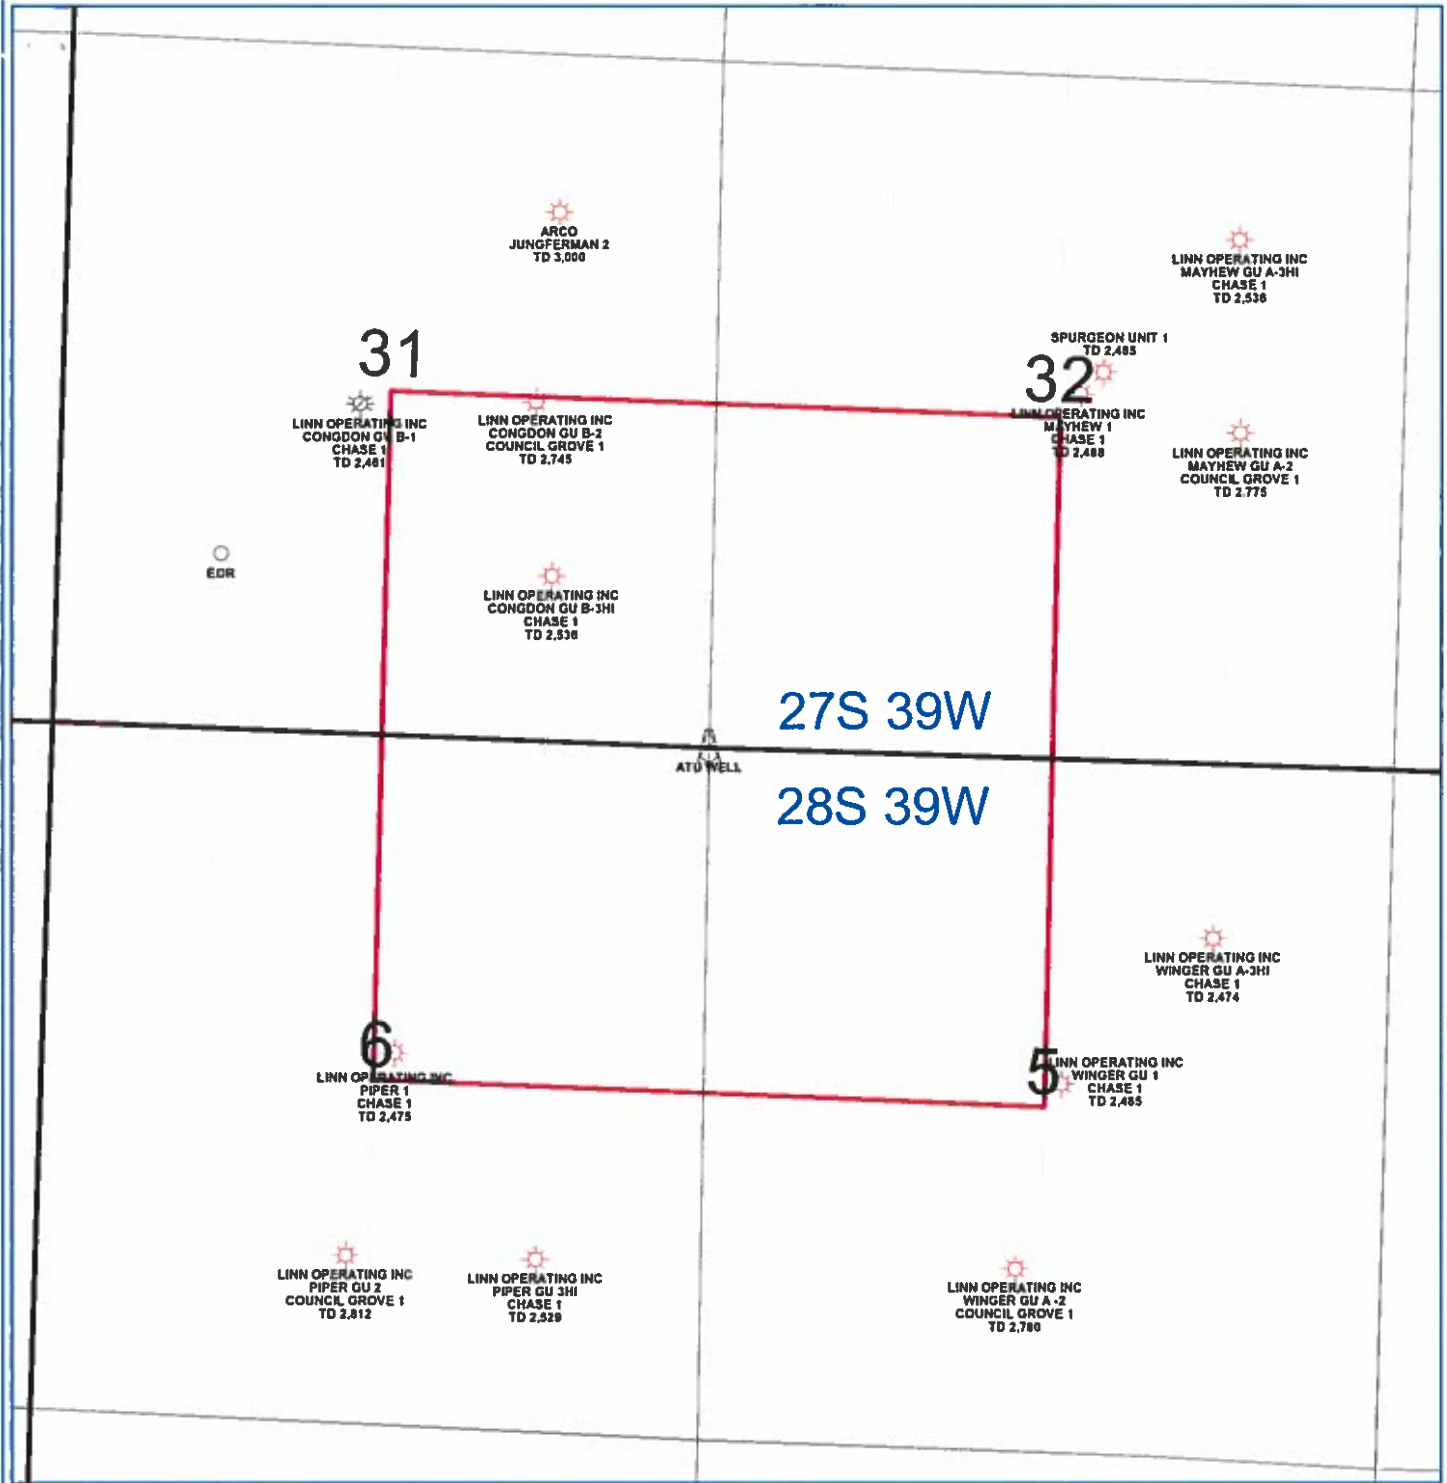 ARCO
JUNGFERMAN 2
TD 3,000
LINN OPERATING INC
MAYHEW GU A-3HI
CHASE 1
TD 2,536
31
SPURGEON UNIT 1
TD 2,485
32
LINN OPERATING INC
CONGDON GU B-1
CHASE 1
TD 2,461
LINN OPERATING INC
CONGDON GU B-2
COUNCIL GROVE 1
TD 2,745
LINN OPERATING INC
MAYHEW 1
CHASE 1
TD 2,488
LINN OPERATING INC
MAYHEW GU A-2
COUNCIL GROVE 1
TD 2,775
EDR
LINN OPERATING INC
CONGDON GU B-3HI
CHASE 1
TD 2,536
27S 39W
ATU WELL
28S 39W
LINN OPERATING INC
WINGER GU A-3HI
CHASE 1
TD 2,474
6
LINN OPERATING INC
PIPER 1
CHASE 1
TD 2,475
5
LINN OPERATING INC
WINGER GU 1
CHASE 1
TD 2,485
LINN OPERATING INC
PIPER GU 2
COUNCIL GROVE 1
TD 2,812
LINN OPERATING INC
PIPER GU 3HI
CHASE 1
TD 2,529
LINN OPERATING INC
WINGER GU A-2
COUNCIL GROVE 1
TD 2,780